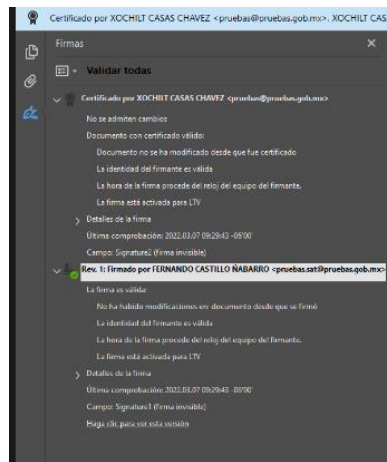 Certificado por XOCHILT CASAS CHAVEZ <pruebas@pruebas.gob.mx>. XOCHILT CAS
Firmas
Validar todas
Certificado por XOCHILT CASAS CHAVEZ <pruebas@pruebas.gob.mx>
No se admiten cambios
Documento con certificado válido:
Documento no se ha modificado desde que fue certificado
La identidad del firmante es válida
La hora de la firma procede del reloj del equipo del firmante.
La firma está activada para LTV
Detalles de la firma
Última comprobación: 2022.03.07 09:29:43 -06'00'
Campo: Signature2 (firma invisible)
Rev. 1: Firmado por FERNANDO CASTILLO ÑABARRO <pruebas.sat@pruebas.gob.mx>
La firma es válida:
No ha habido modificaciones en: documento desde que se firmó
La identidad del firmante es válida
La hora de la firma procede del reloj del equipo del firmante.
La firma está activada para LTV
Detalles de la firma
Última comprobación: 2022.03.07 09:29:43 -06'00'
Campo: Signature1 (firma invisible)
Haga clic para ver esta versión